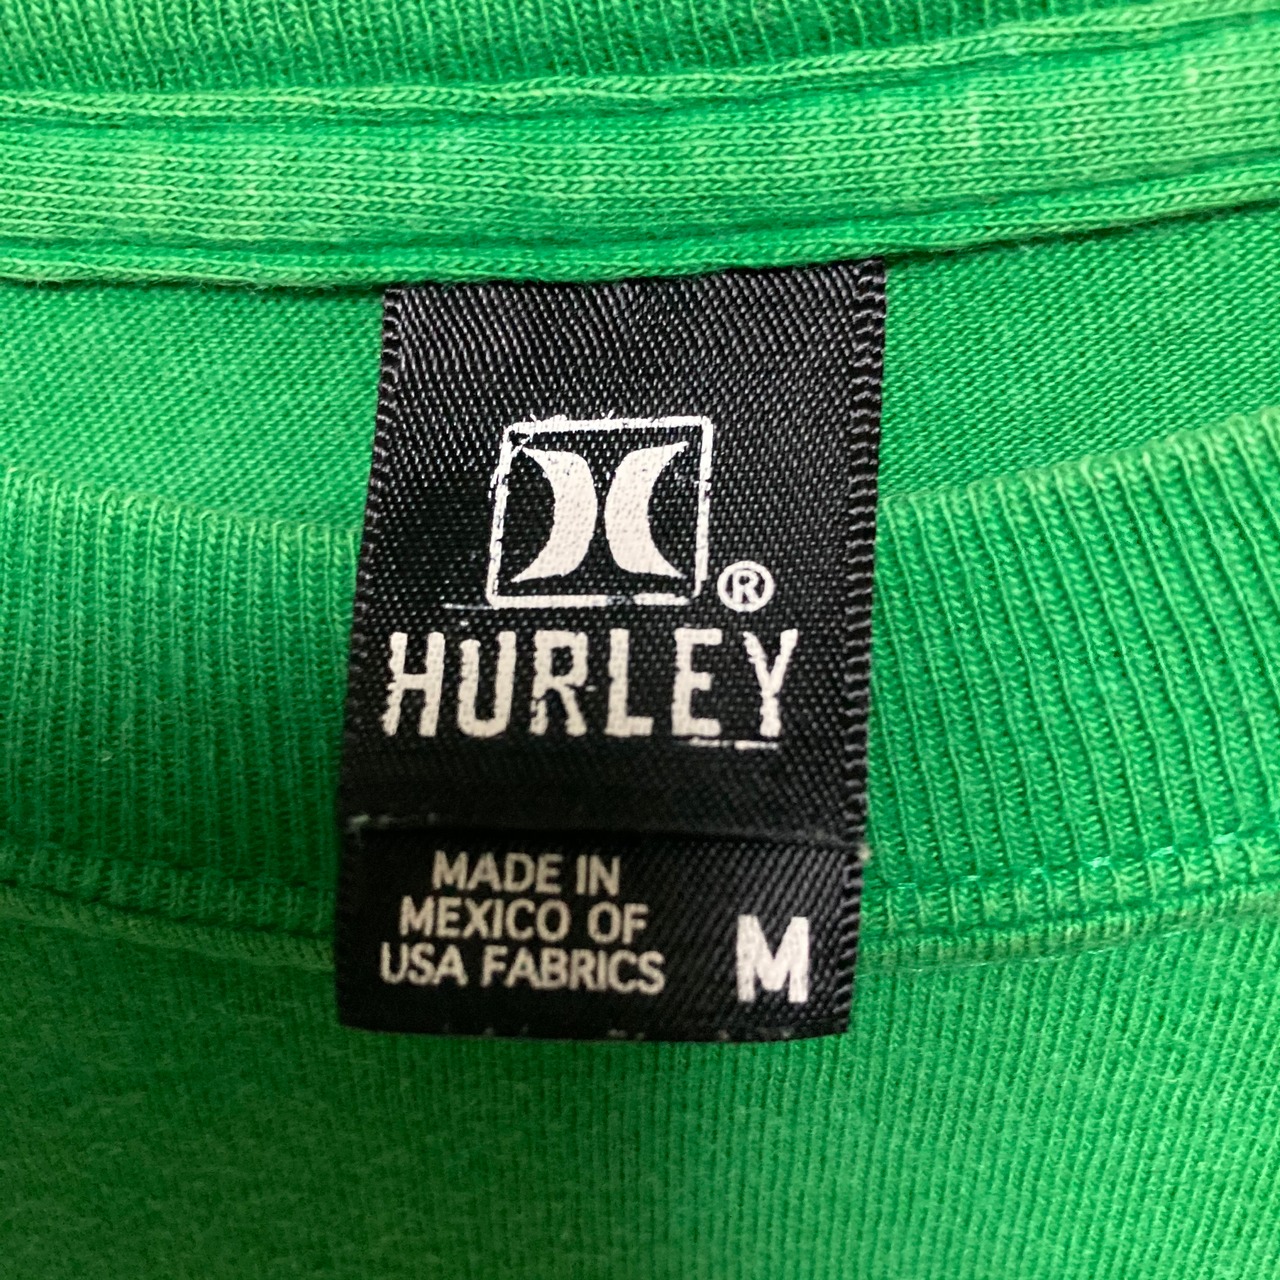 ®
HURLEY
MADE IN
MEXICO OF
USA FABRICS
M